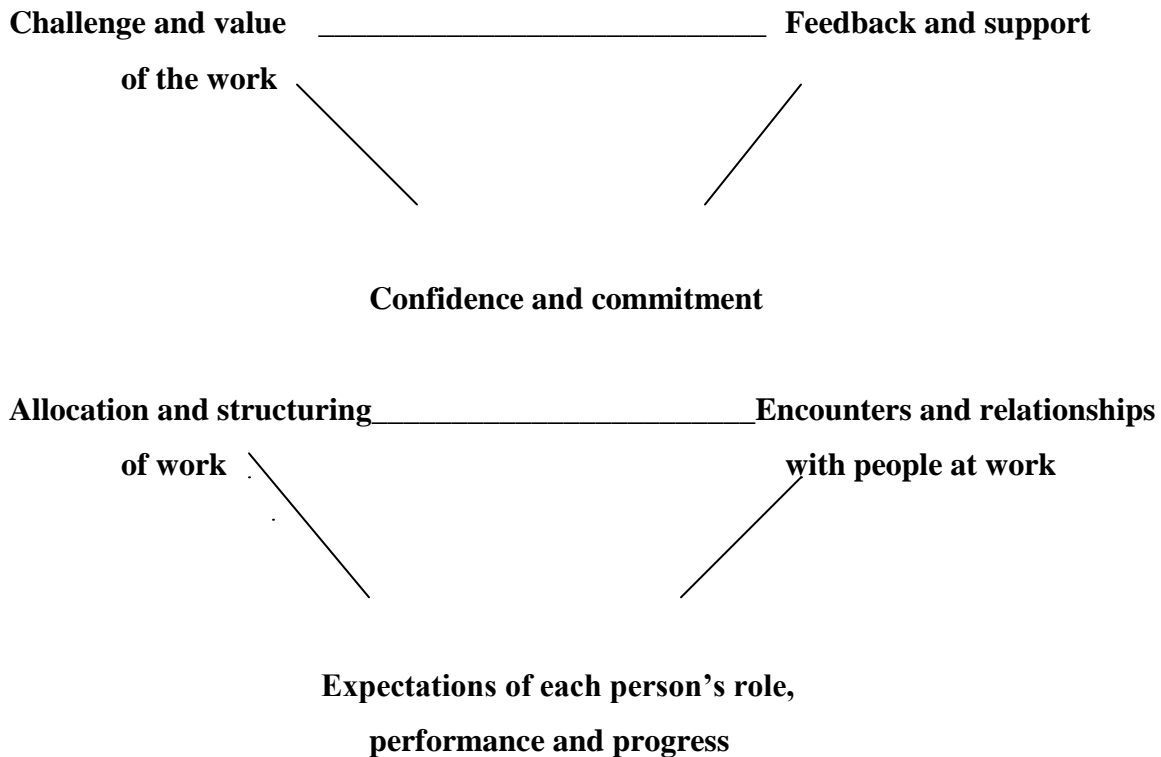 Challenge and value Feedback and support
of the work
Confidence and commitment
Allocation and structuring Encounters and relationships
of work with people at work
Expectations of each person’s role,
performance and progress